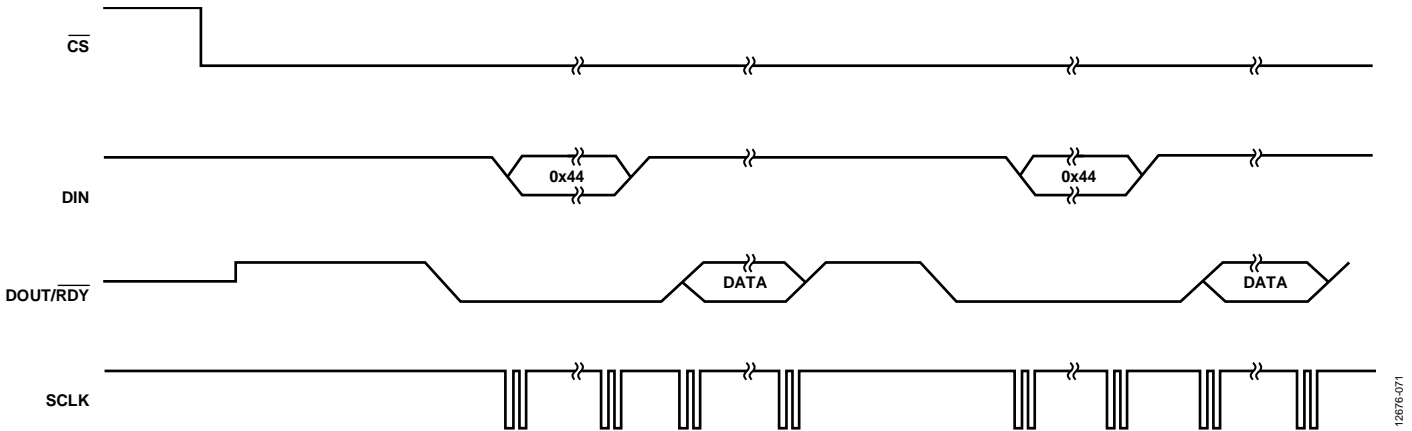 CS
DIN
0x44
0x44
DOUT/RDY
DATA
DATA
SCLK
12676-071